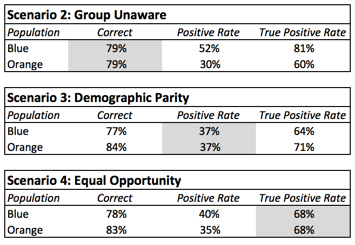 Scenario 2: Group Unaware
Population Correct Positive Rate True Positive Rate
Blue 79% 52% 81%
Orange 79% 30% 60%
Scenario 3: Demographic Parity
Population Correct Positive Rate True Positive Rate
Blue 77% 37% 64%
Orange 84% 37% 71%
Scenario 4: Equal Opportunity
Population Correct Positive Rate True Positive Rate
Blue 78% 40% 68%
Orange 83% 35% 68%